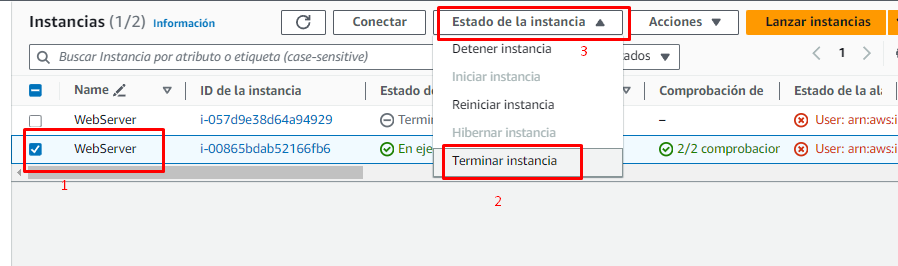 Instancias (1/2) Información Conectar Estado de la instancia Acciones Lanzar instancias
Buscar Instancia por atributo o etiqueta (case-sensitive) Detener instancia 3 ados
Iniciar instancia 1
Name ID de la instancia Estado de Reiniciar instancia Comprobación de Estado de la ala
WebServer i-057d9e38d64a94929 Termin Hibernar instancia – User: arn:aws:i
WebServer i-00865bdab52166fb6 En eje Terminar instancia 2/2 comprobacion User: arn:aws:i
1
2